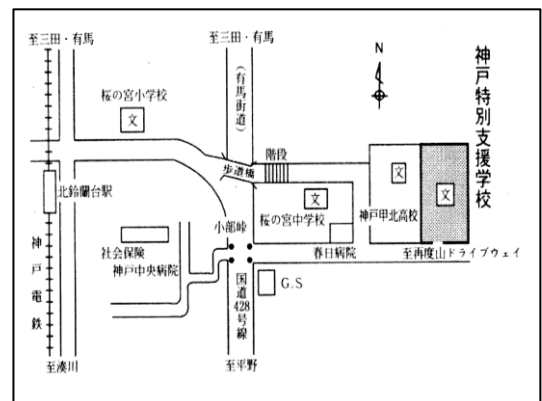 至三田・有馬
至三田・有馬
(有馬街道)
N
神戸特別支援学校
桜の宮小学校
文
階段
歩道橋
文
文
文
北鈴蘭台駅
桜の宮中学校
神戸甲北高校
小部峠
社会保険
神戸中央病院
春日病院
至再度山ドライブウェイ
神戸電鉄
国道428号線
G.S
至湊川
至平野